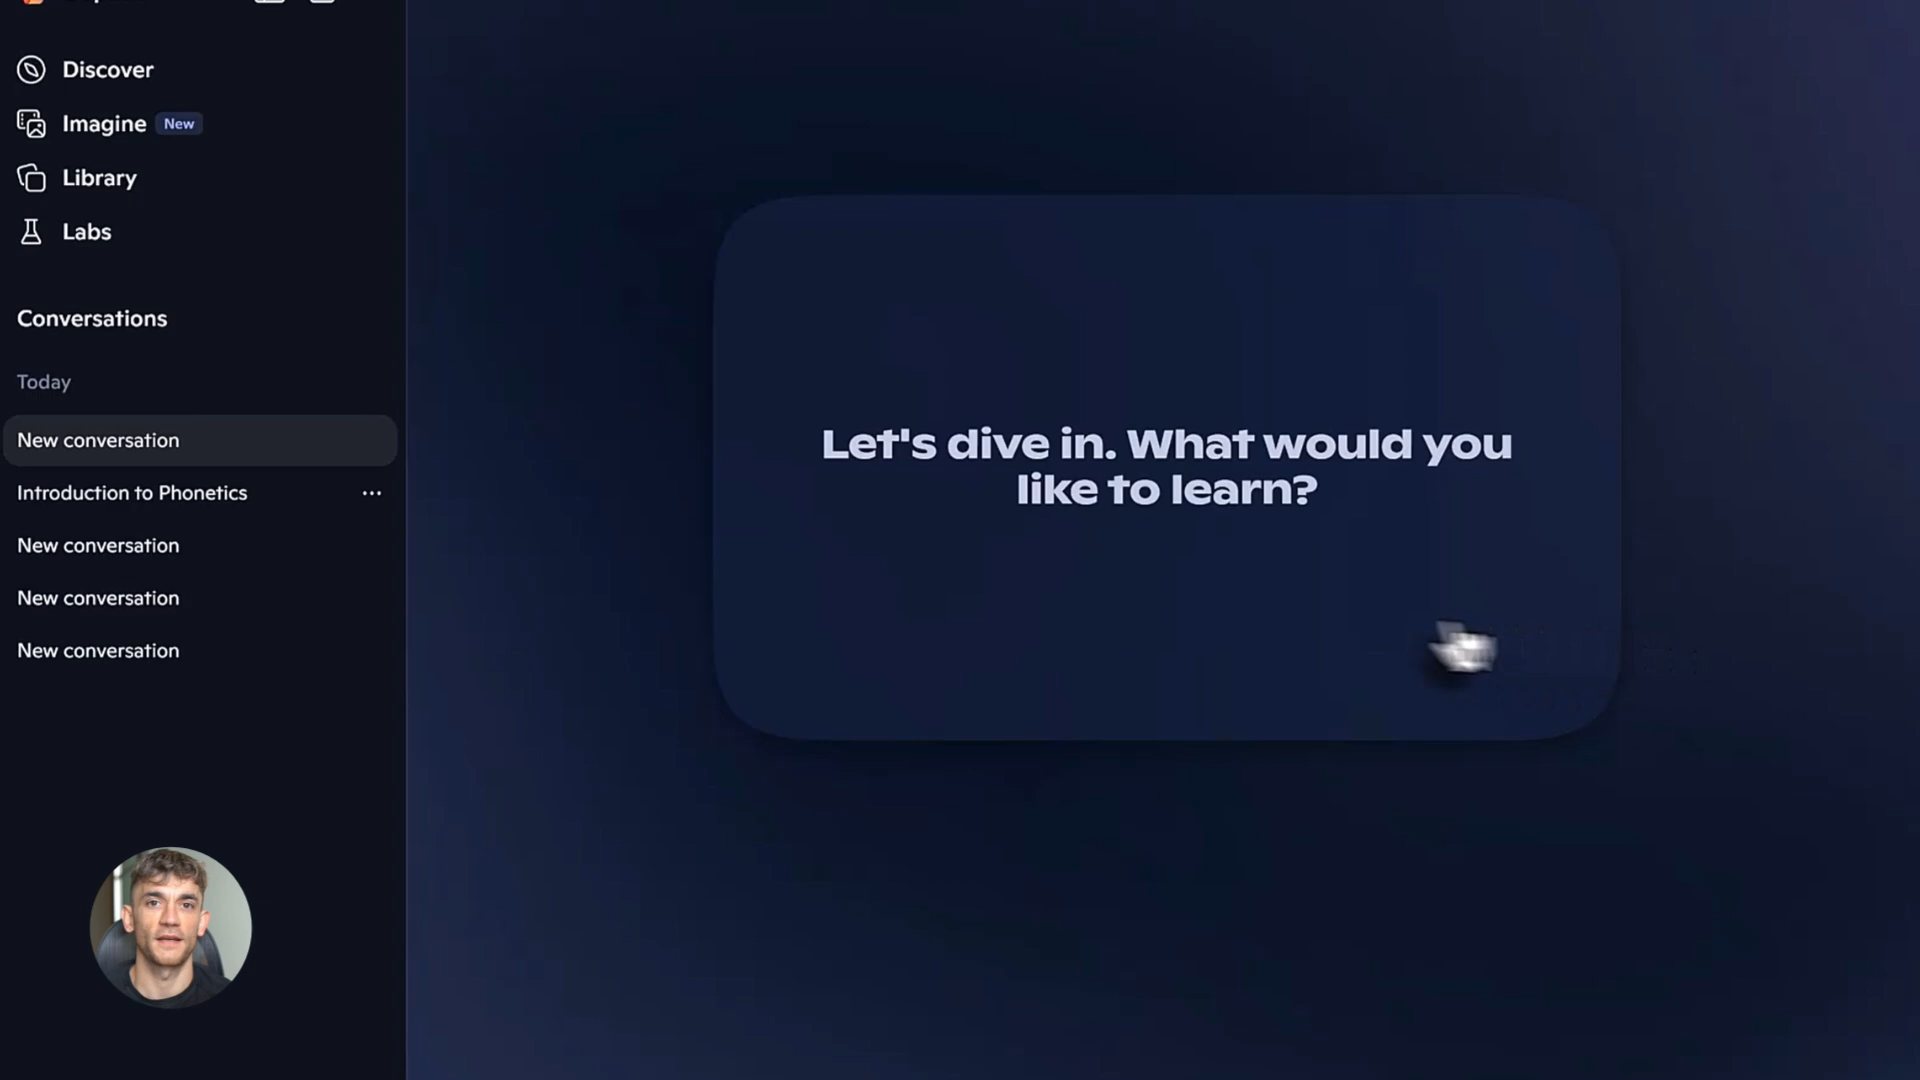 Discover
Imagine New
Library
Labs
Conversations
Today
New conversation
Introduction to Phonetics
New conversation
New conversation
New conversation
Let's dive in. What would you
like to learn?